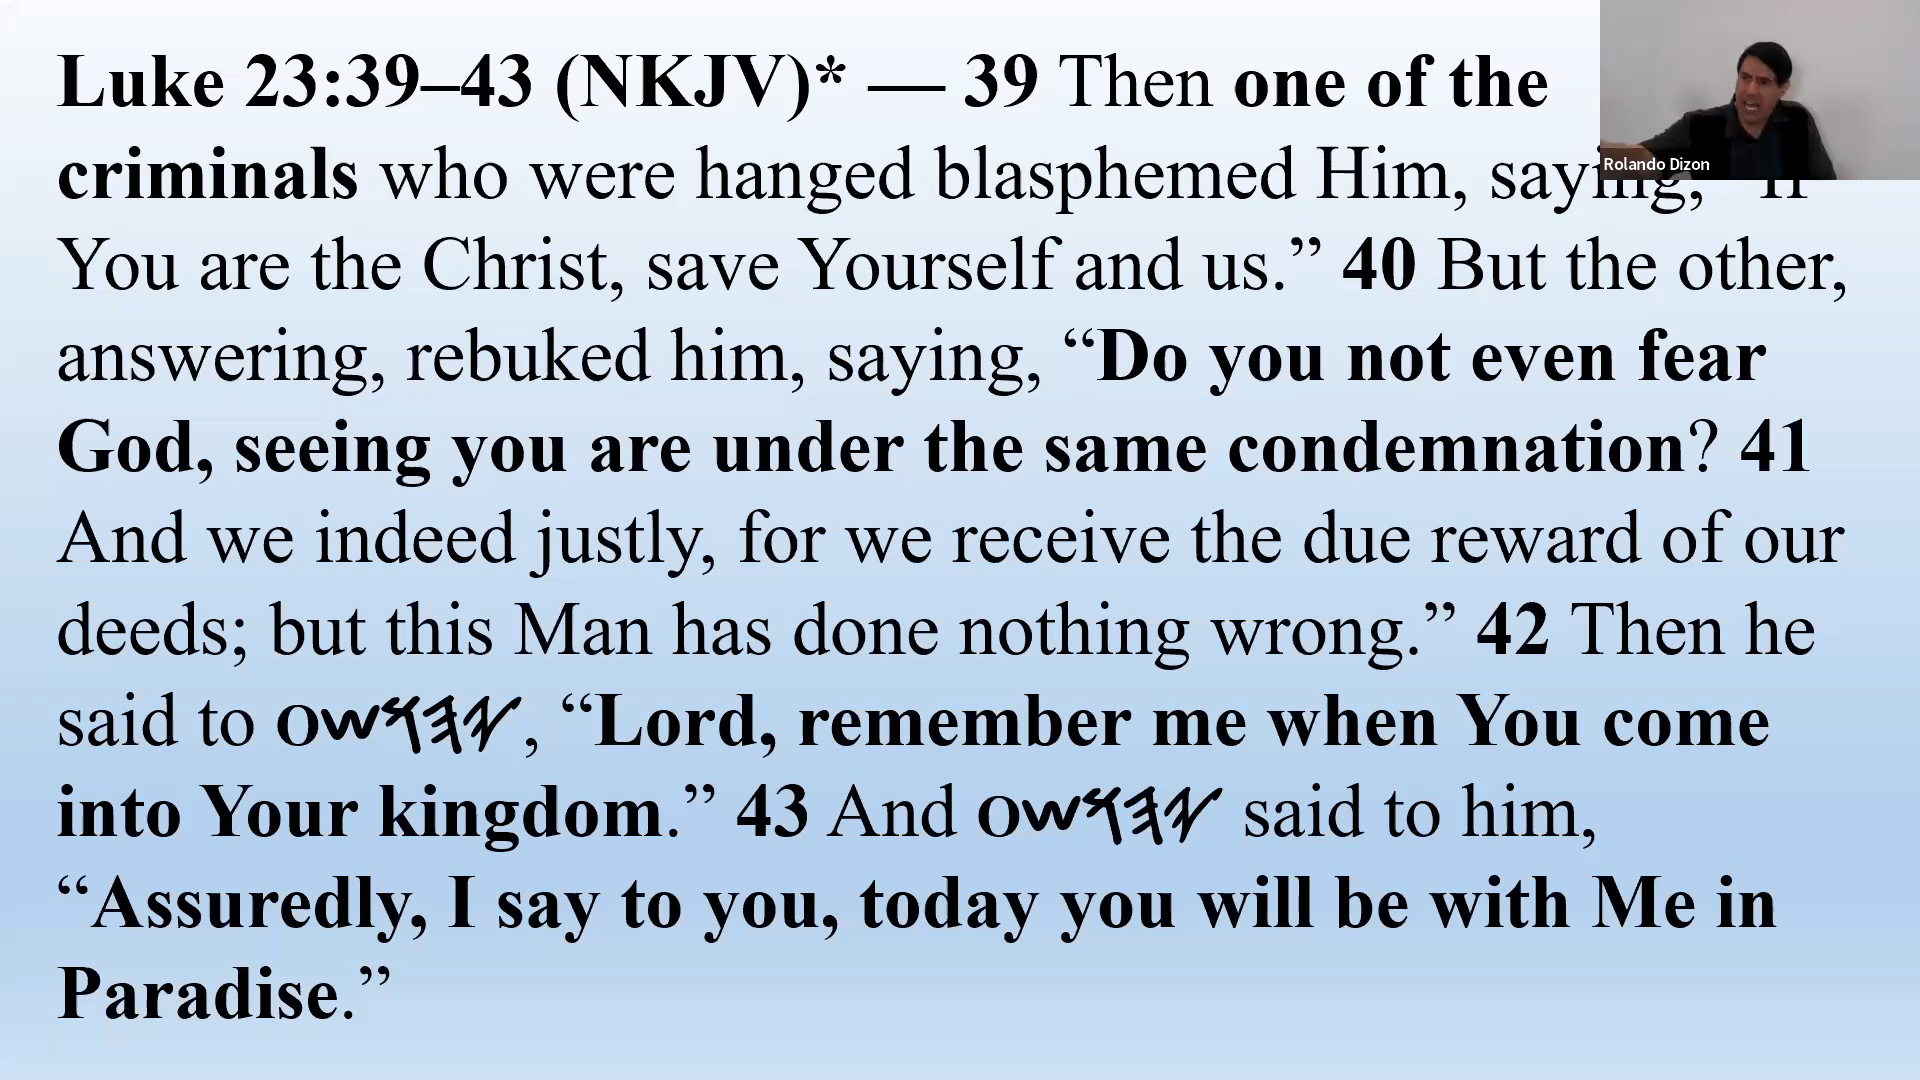 Luke 23:39–43 (NKJV)* — 39 Then one of the
criminals who were hanged blasphemed Him, saying, “If
You are the Christ, save Yourself and us.” 40 But the other,
answering, rebuked him, saying, “Do you not even fear
God, seeing you are under the same condemnation? 41
And we indeed justly, for we receive the due reward of our
deeds; but this Man has done nothing wrong.” 42 Then he
said to 𐤉𐤄𐤅𐤔𐤏, “Lord, remember me when You come
into Your kingdom.” 43 And 𐤉𐤄𐤅𐤔𐤏 said to him,
“Assuredly, I say to you, today you will be with Me in
Paradise.”
Rolando Dizon